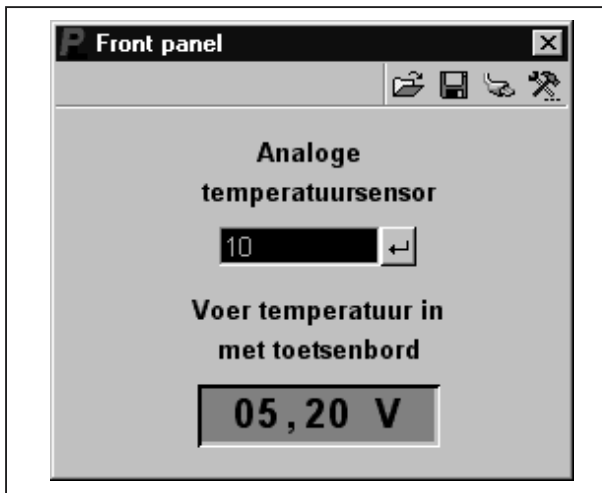 P Front panel
Analoge
temperatuursensor
10
Voer temperatuur in
met toetsenbord
05,20 V